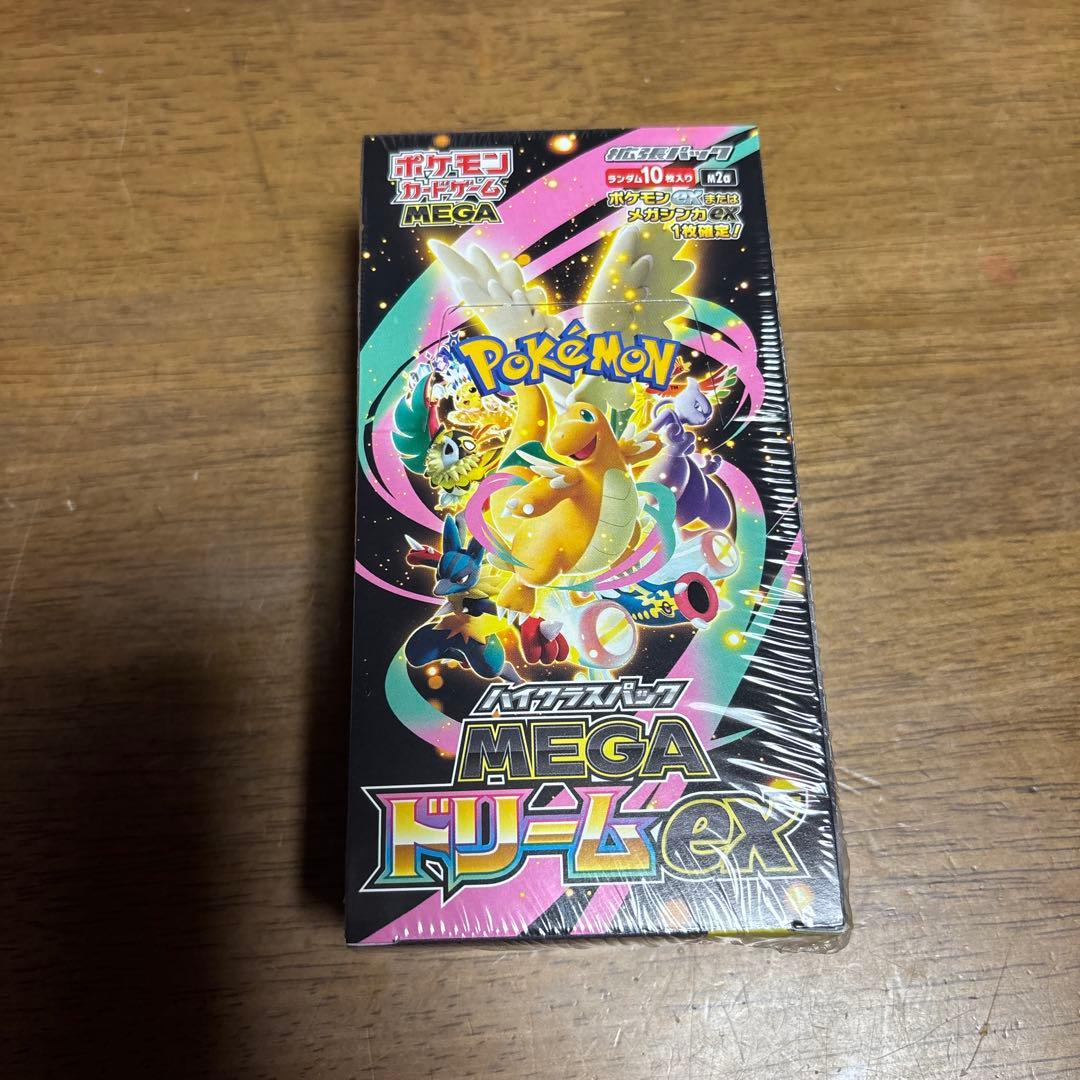 ポケモン
カードゲーム
MEGA
拡張パック
ランダム10枚入り M2a
ポケモンexまたは
メガシンカex
1枚確定!
POKéMON
TM
ハイクラスパック
MEGA
ドリームex